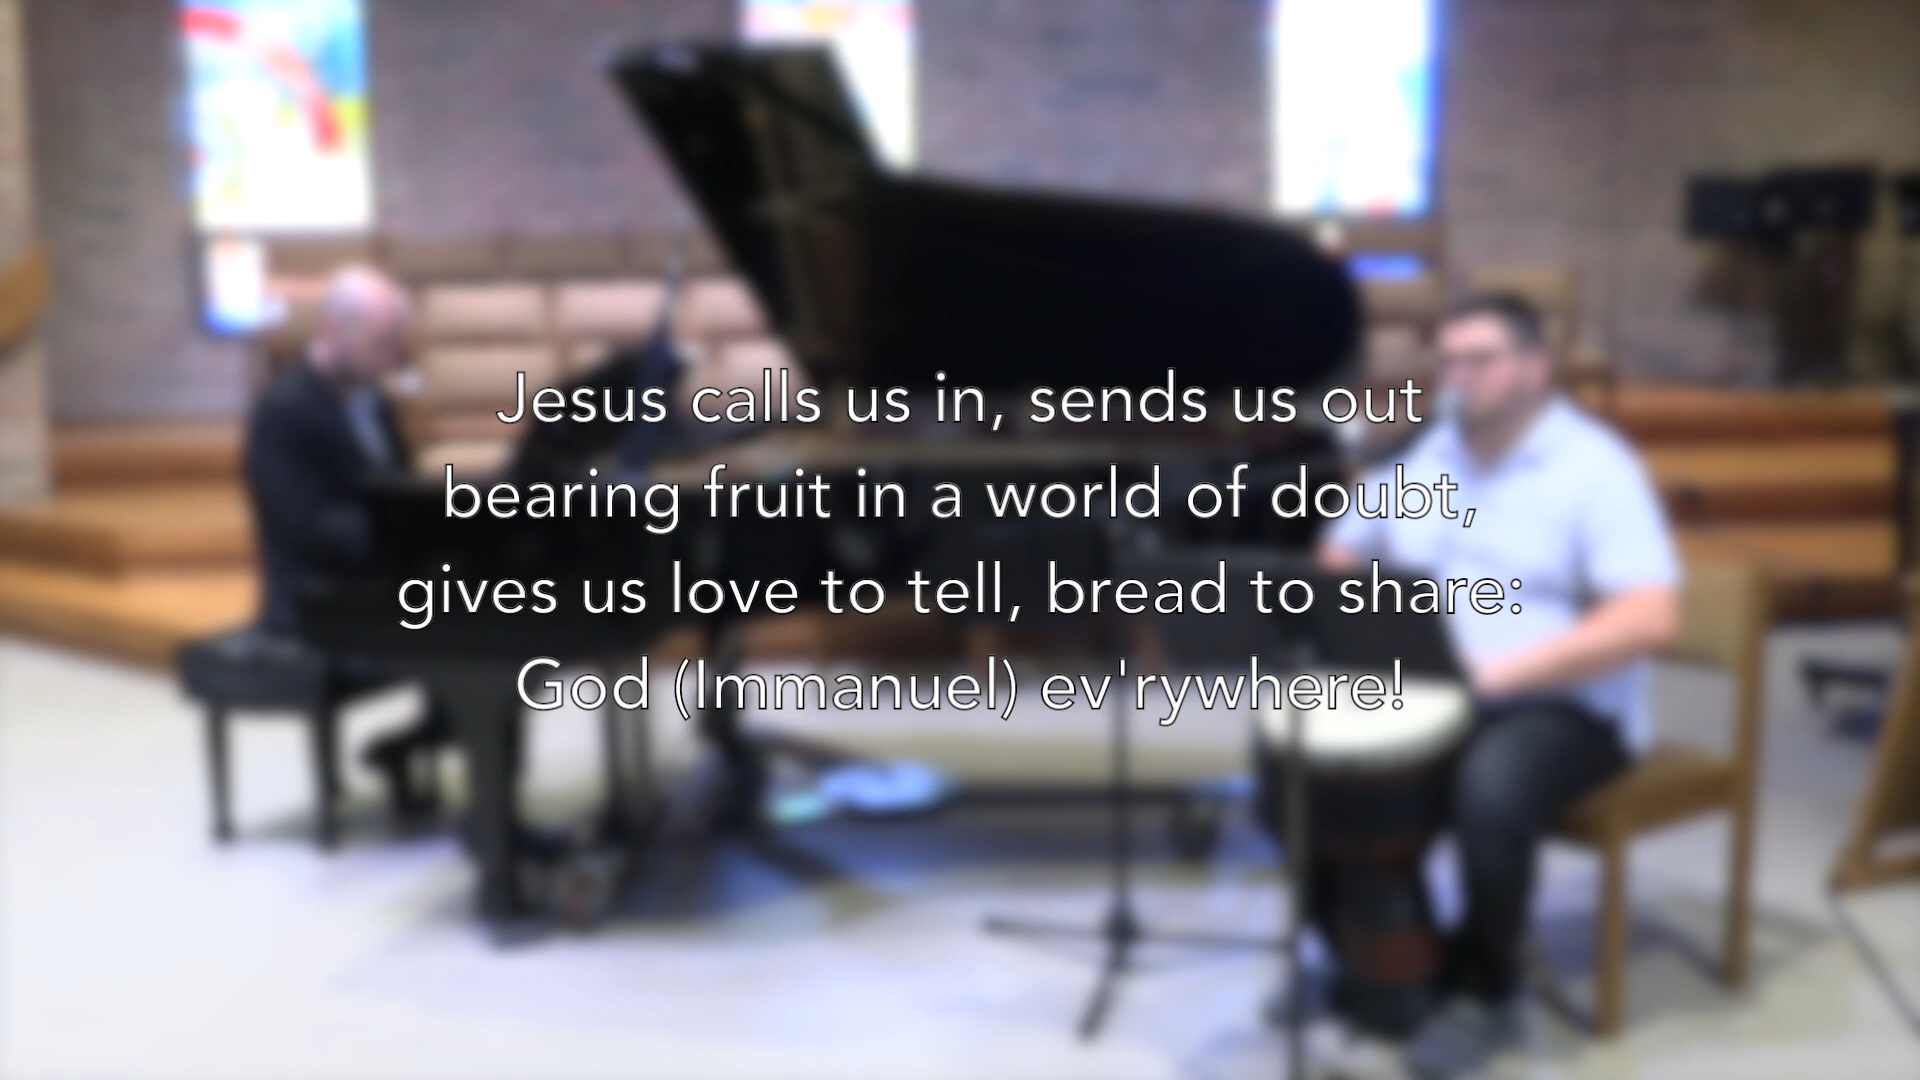 Jesus calls us in, sends us out
bearing fruit in a world of doubt,
gives us love to tell, bread to share:
God (Immanuel) ev'rywhere!